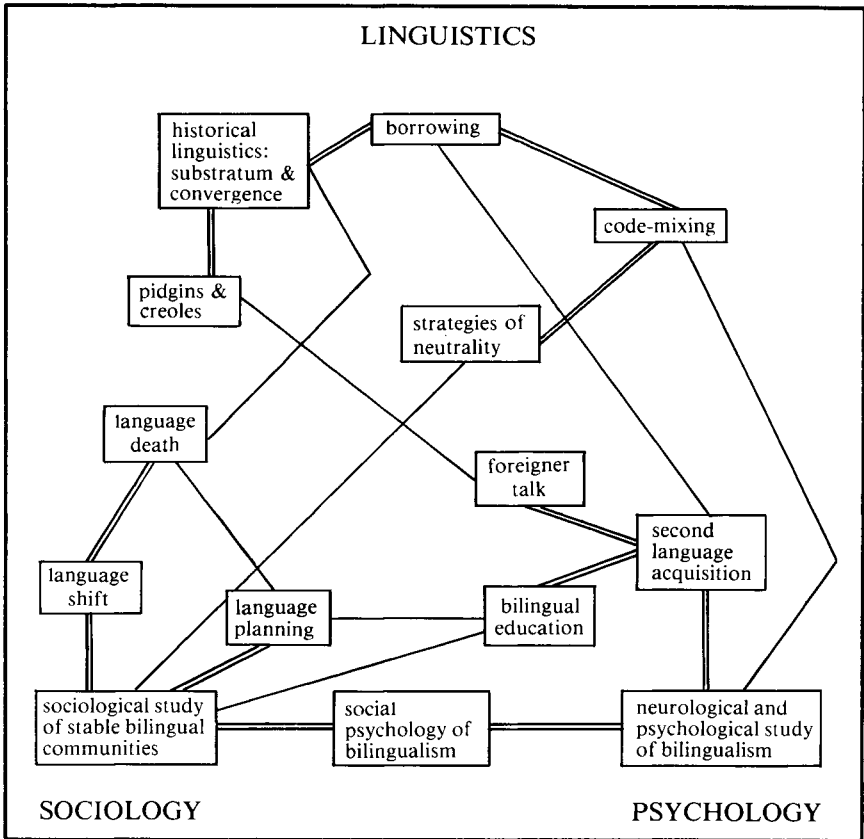 LINGUISTICS
historical
linguistics:
substratum &
convergence
borrowing
code-mixing
pidgins &
creoles
strategies of
neutrality
language
death
foreigner
talk
second
language
acquisition
language
shift
language
planning
bilingual
education
sociological study
of stable bilingual
communities
social
psychology of
bilingualism
neurological and
psychological study
of bilingualism
SOCIOLOGY
PSYCHOLOGY